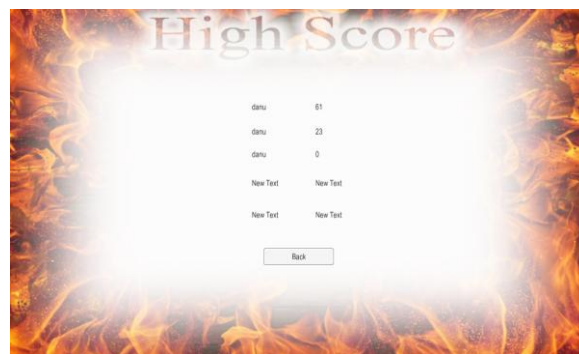 High Score
danu 61
danu 23
danu 0
New Text New Text
New Text New Text
Back